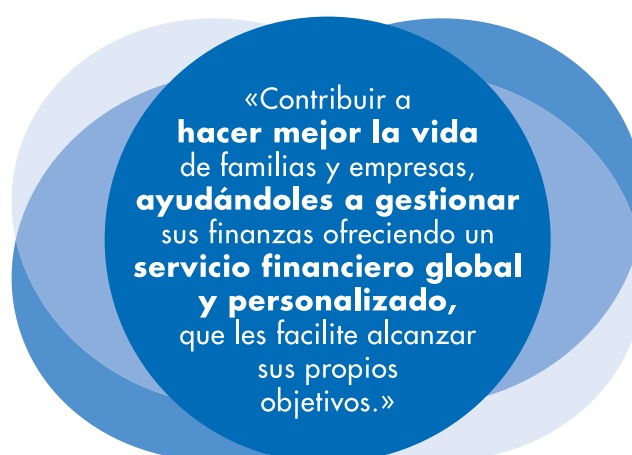 «Contribuir a
hacer mejor la vida
de familias y empresas,
ayudándoles a gestionar
sus finanzas ofreciendo un
servicio financiero global
y personalizado,
que les facilite alcanzar
sus propios
objetivos.»